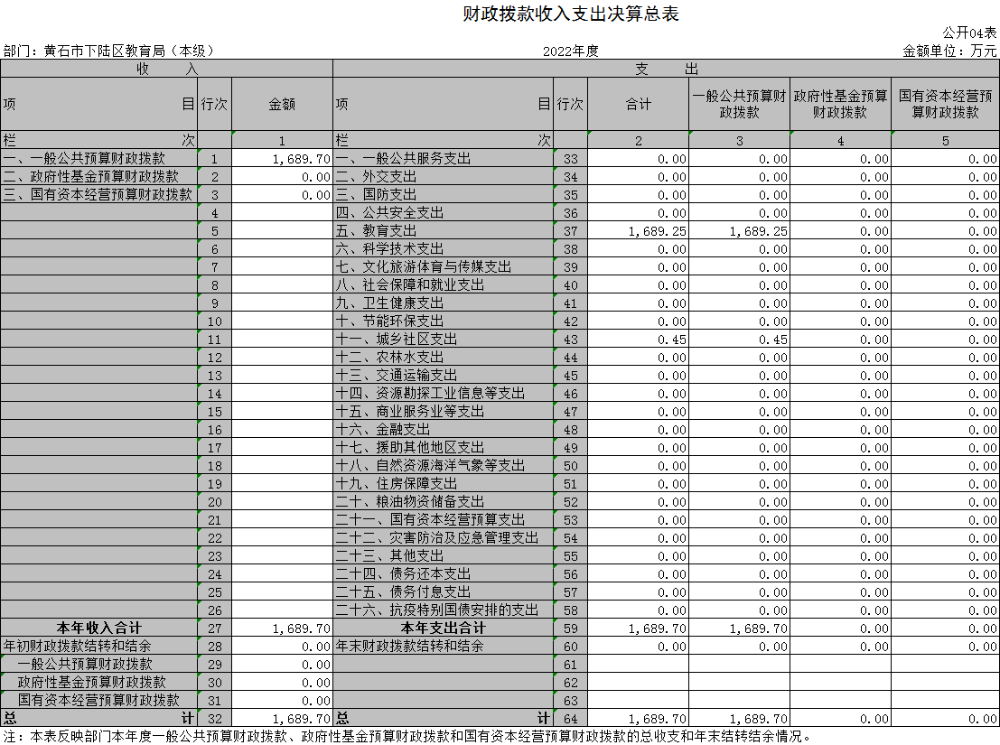 财政拨款收入支出决算总表
公开04表
部门：黄石市下陆区教育局（本级） 2022年度 金额单位：万元
收 入 支 出
项 目 行次 金额 项 目 行次 合计 一般公共预算财政拨款 政府性基金预算财政拨款 国有资本经营预算财政拨款
栏 次 1 栏 次 2 3 4 5
一、一般公共预算财政拨款 1 1,689.70 一、一般公共服务支出 33 0.00 0.00 0.00 0.00
二、政府性基金预算财政拨款 2 0.00 二、外交支出 34 0.00 0.00 0.00 0.00
三、国有资本经营预算财政拨款 3 0.00 三、国防支出 35 0.00 0.00 0.00 0.00
4 四、公共安全支出 36 0.00 0.00 0.00 0.00
5 五、教育支出 37 1,689.25 1,689.25 0.00 0.00
6 六、科学技术支出 38 0.00 0.00 0.00 0.00
7 七、文化旅游体育与传媒支出 39 0.00 0.00 0.00 0.00
8 八、社会保障和就业支出 40 0.00 0.00 0.00 0.00
9 九、卫生健康支出 41 0.00 0.00 0.00 0.00
10 十、节能环保支出 42 0.00 0.00 0.00 0.00
11 十一、城乡社区支出 43 0.45 0.45 0.00 0.00
12 十二、农林水支出 44 0.00 0.00 0.00 0.00
13 十三、交通运输支出 45 0.00 0.00 0.00 0.00
14 十四、资源勘探工业信息等支出 46 0.00 0.00 0.00 0.00
15 十五、商业服务业等支出 47 0.00 0.00 0.00 0.00
16 十六、金融支出 48 0.00 0.00 0.00 0.00
17 十七、援助其他地区支出 49 0.00 0.00 0.00 0.00
18 十八、自然资源海洋气象等支出 50 0.00 0.00 0.00 0.00
19 十九、住房保障支出 51 0.00 0.00 0.00 0.00
20 二十、粮油物资储备支出 52 0.00 0.00 0.00 0.00
21 二十一、国有资本经营预算支出 53 0.00 0.00 0.00 0.00
22 二十二、灾害防治及应急管理支出 54 0.00 0.00 0.00 0.00
23 二十三、其他支出 55 0.00 0.00 0.00 0.00
24 二十四、债务还本支出 56 0.00 0.00 0.00 0.00
25 二十五、债务付息支出 57 0.00 0.00 0.00 0.00
26 二十六、抗疫特别国债安排的支出 58 0.00 0.00 0.00 0.00
本年收入合计 27 1,689.70 本年支出合计 59 1,689.70 1,689.70 0.00 0.00
年初财政拨款结转和结余 28 0.00 年末财政拨款结转和结余 60 0.00 0.00 0.00 0.00
一般公共预算财政拨款 29 0.00 61
政府性基金预算财政拨款 30 0.00 62
国有资本经营预算财政拨款 31 0.00 63
总 计 32 1,689.70 总 计 64 1,689.70 1,689.70 0.00 0.00
注：本表反映部门本年度一般公共预算财政拨款、政府性基金预算财政拨款和国有资本经营预算财政拨款的总收支和年末结转结余情况。